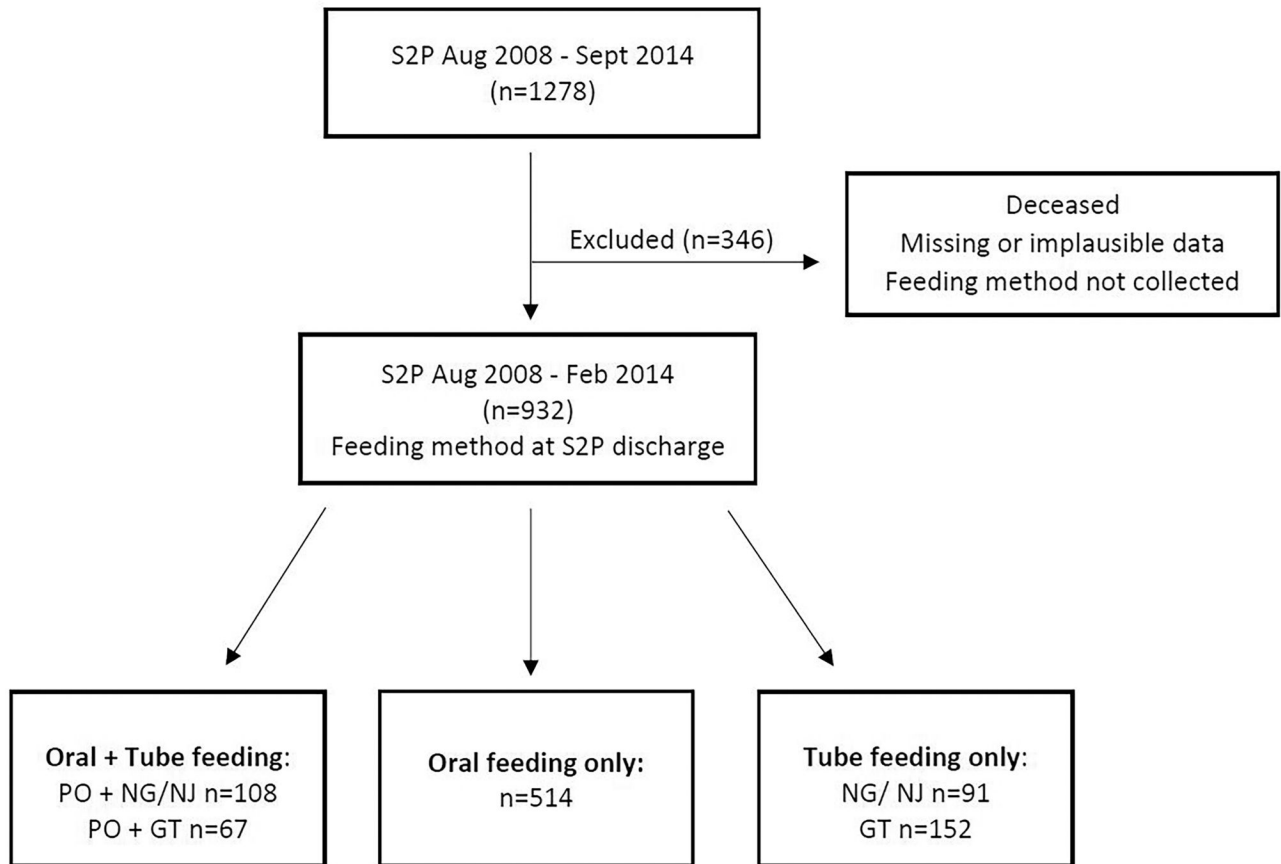 S2P Aug 2008 - Sept 2014
(n=1278)
Excluded (n=346)
Deceased
Missing or implausible data
Feeding method not collected
S2P Aug 2008 - Feb 2014
(n=932)
Feeding method at S2P discharge
Oral + Tube feeding:
PO + NG/NJ n=108
PO + GT n=67
Oral feeding only:
n=514
Tube feeding only:
NG/ NJ n=91
GT n=152